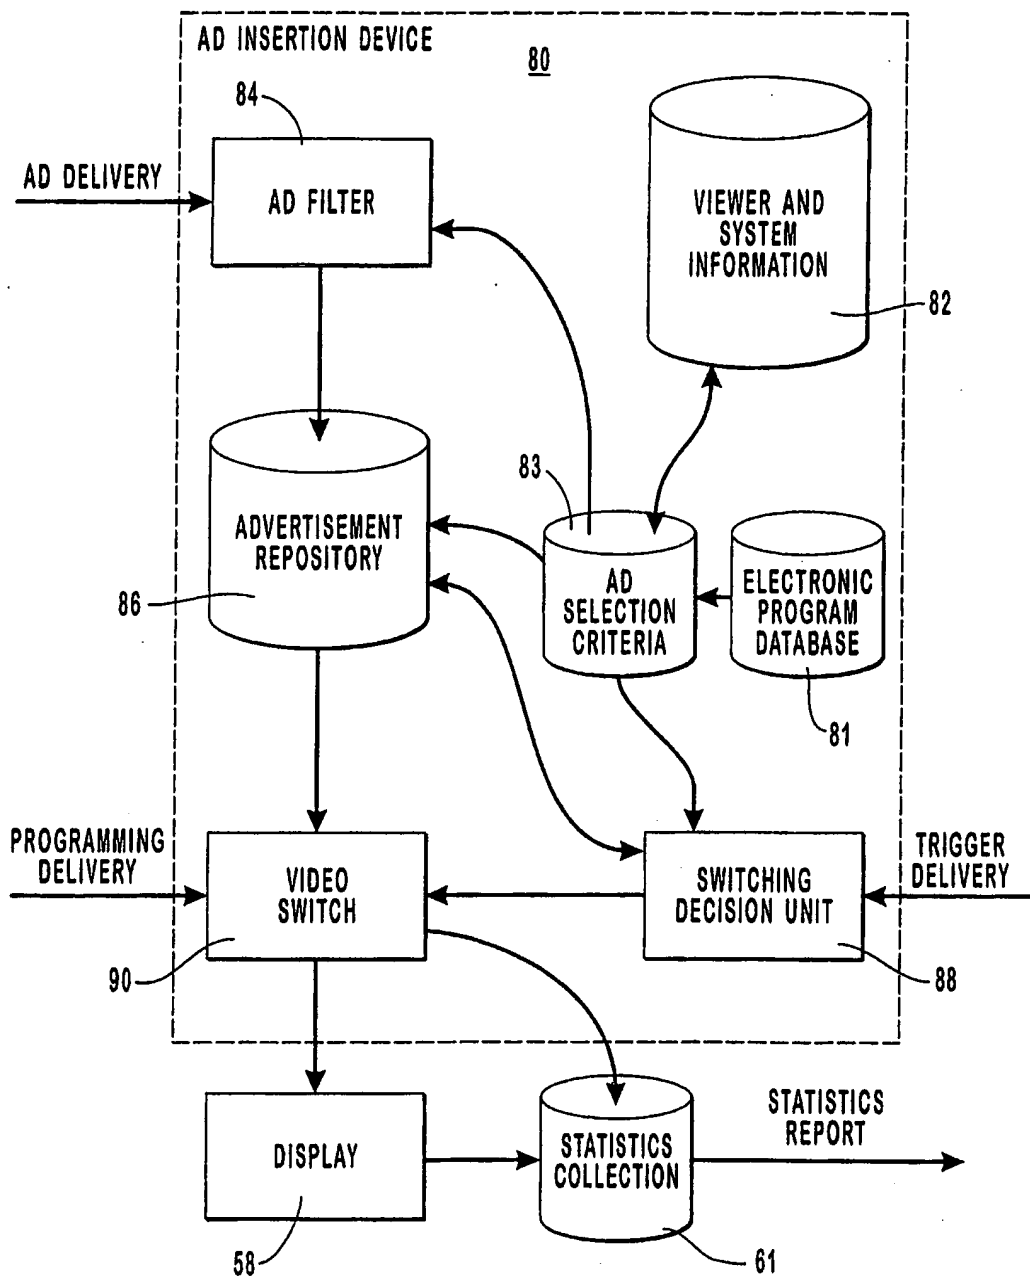 AD INSERTION DEVICE
80
84
AD DELIVERY
AD FILTER
VIEWER AND
SYSTEM
INFORMATION
82
83
ADVERTISEMENT
REPOSITORY
86
AD
SELECTION
CRITERIA
ELECTRONIC
PROGRAM
DATABASE
81
PROGRAMMING
DELIVERY
VIDEO
SWITCH
90
SWITCHING
DECISION UNIT
88
TRIGGER
DELIVERY
DISPLAY
58
STATISTICS
COLLECTION
61
STATISTICS
REPORT